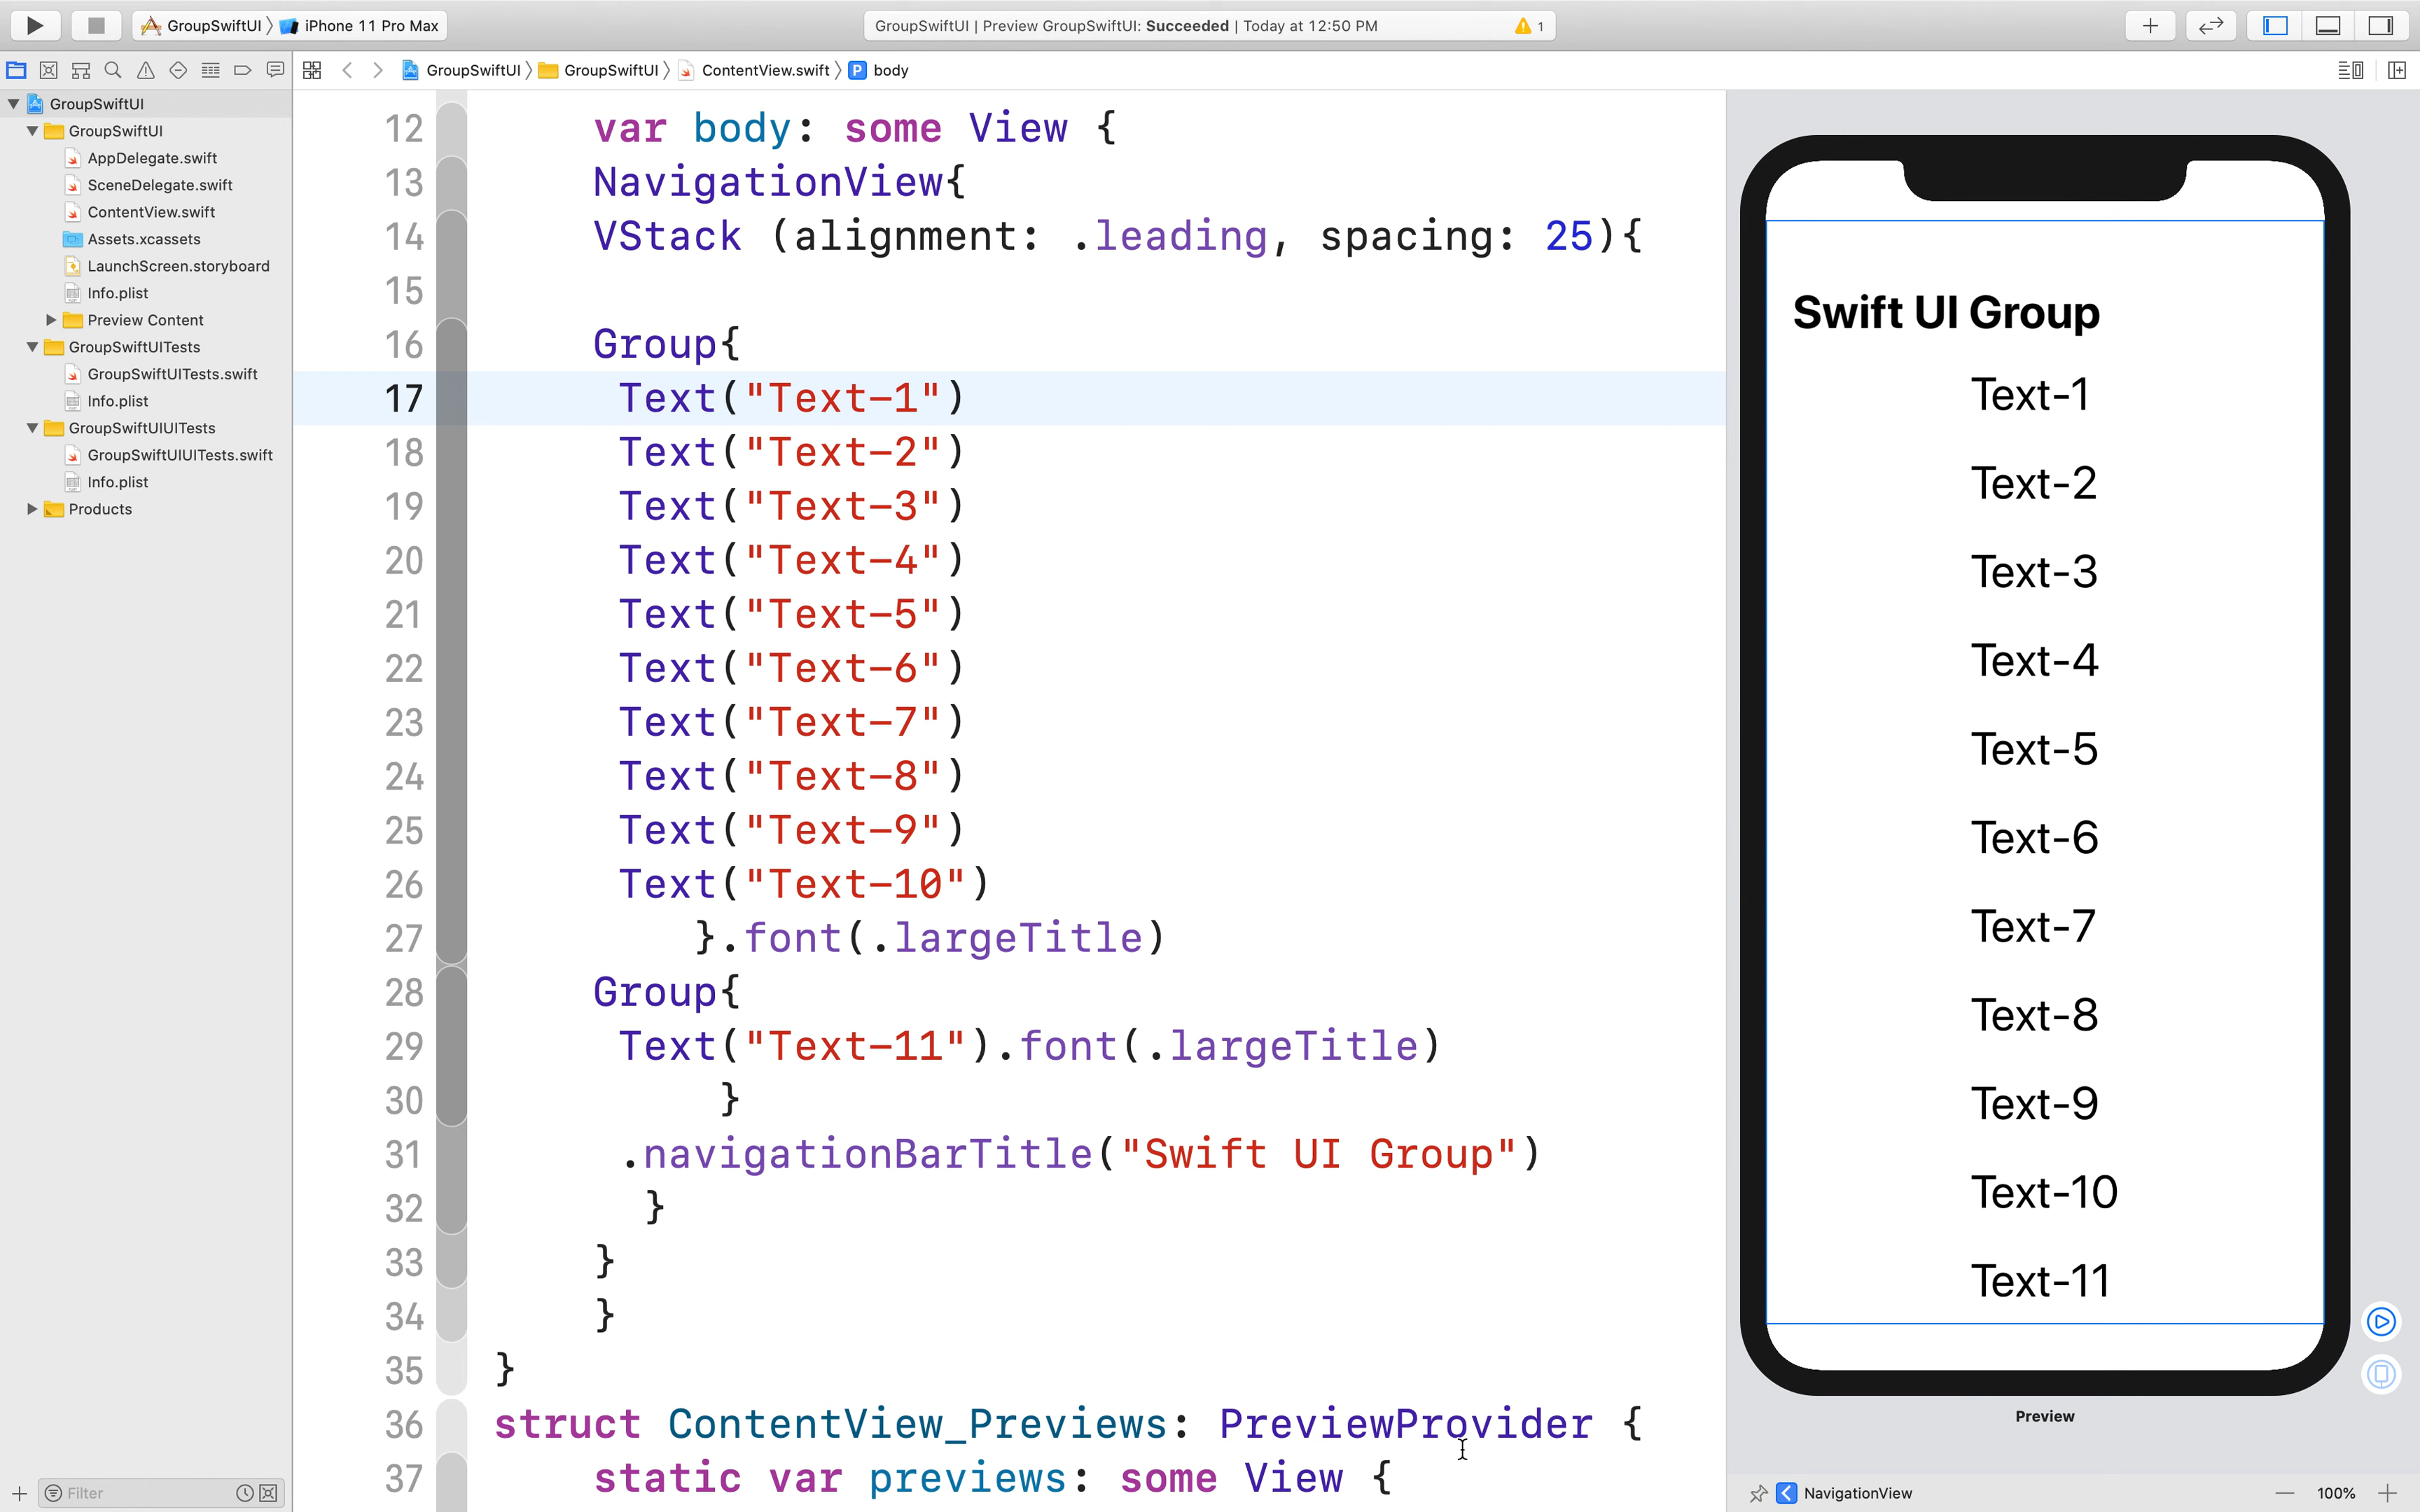 GroupSwiftUI iPhone 11 Pro Max
GroupSwiftUI | Preview GroupSwiftUI: Succeeded | Today at 12:50 PM
1
GroupSwiftUI GroupSwiftUI ContentView.swift P body
GroupSwiftUI
GroupSwiftUI
AppDelegate.swift
SceneDelegate.swift
ContentView.swift
Assets.xcassets
LaunchScreen.storyboard
Info.plist
Preview Content
GroupSwiftUITests
GroupSwiftUITests.swift
Info.plist
GroupSwiftUIUITests
GroupSwiftUIUITests.swift
Info.plist
Products
Filter
12 var body: some View {
13 NavigationView{
14 VStack (alignment: .leading, spacing: 25){
15
16 Group{
17 Text("Text-1")
18 Text("Text-2")
19 Text("Text-3")
20 Text("Text-4")
21 Text("Text-5")
22 Text("Text-6")
23 Text("Text-7")
24 Text("Text-8")
25 Text("Text-9")
26 Text("Text-10")
27 }.font(.largeTitle)
28 Group{
29 Text("Text-11").font(.largeTitle)
30 }
31 .navigationBarTitle("Swift UI Group")
32 }
33 }
34 }
35 }
36 struct ContentView_Previews: PreviewProvider {
37 static var previews: some View {
Swift UI Group
Text-1
Text-2
Text-3
Text-4
Text-5
Text-6
Text-7
Text-8
Text-9
Text-10
Text-11
Preview
NavigationView
100%